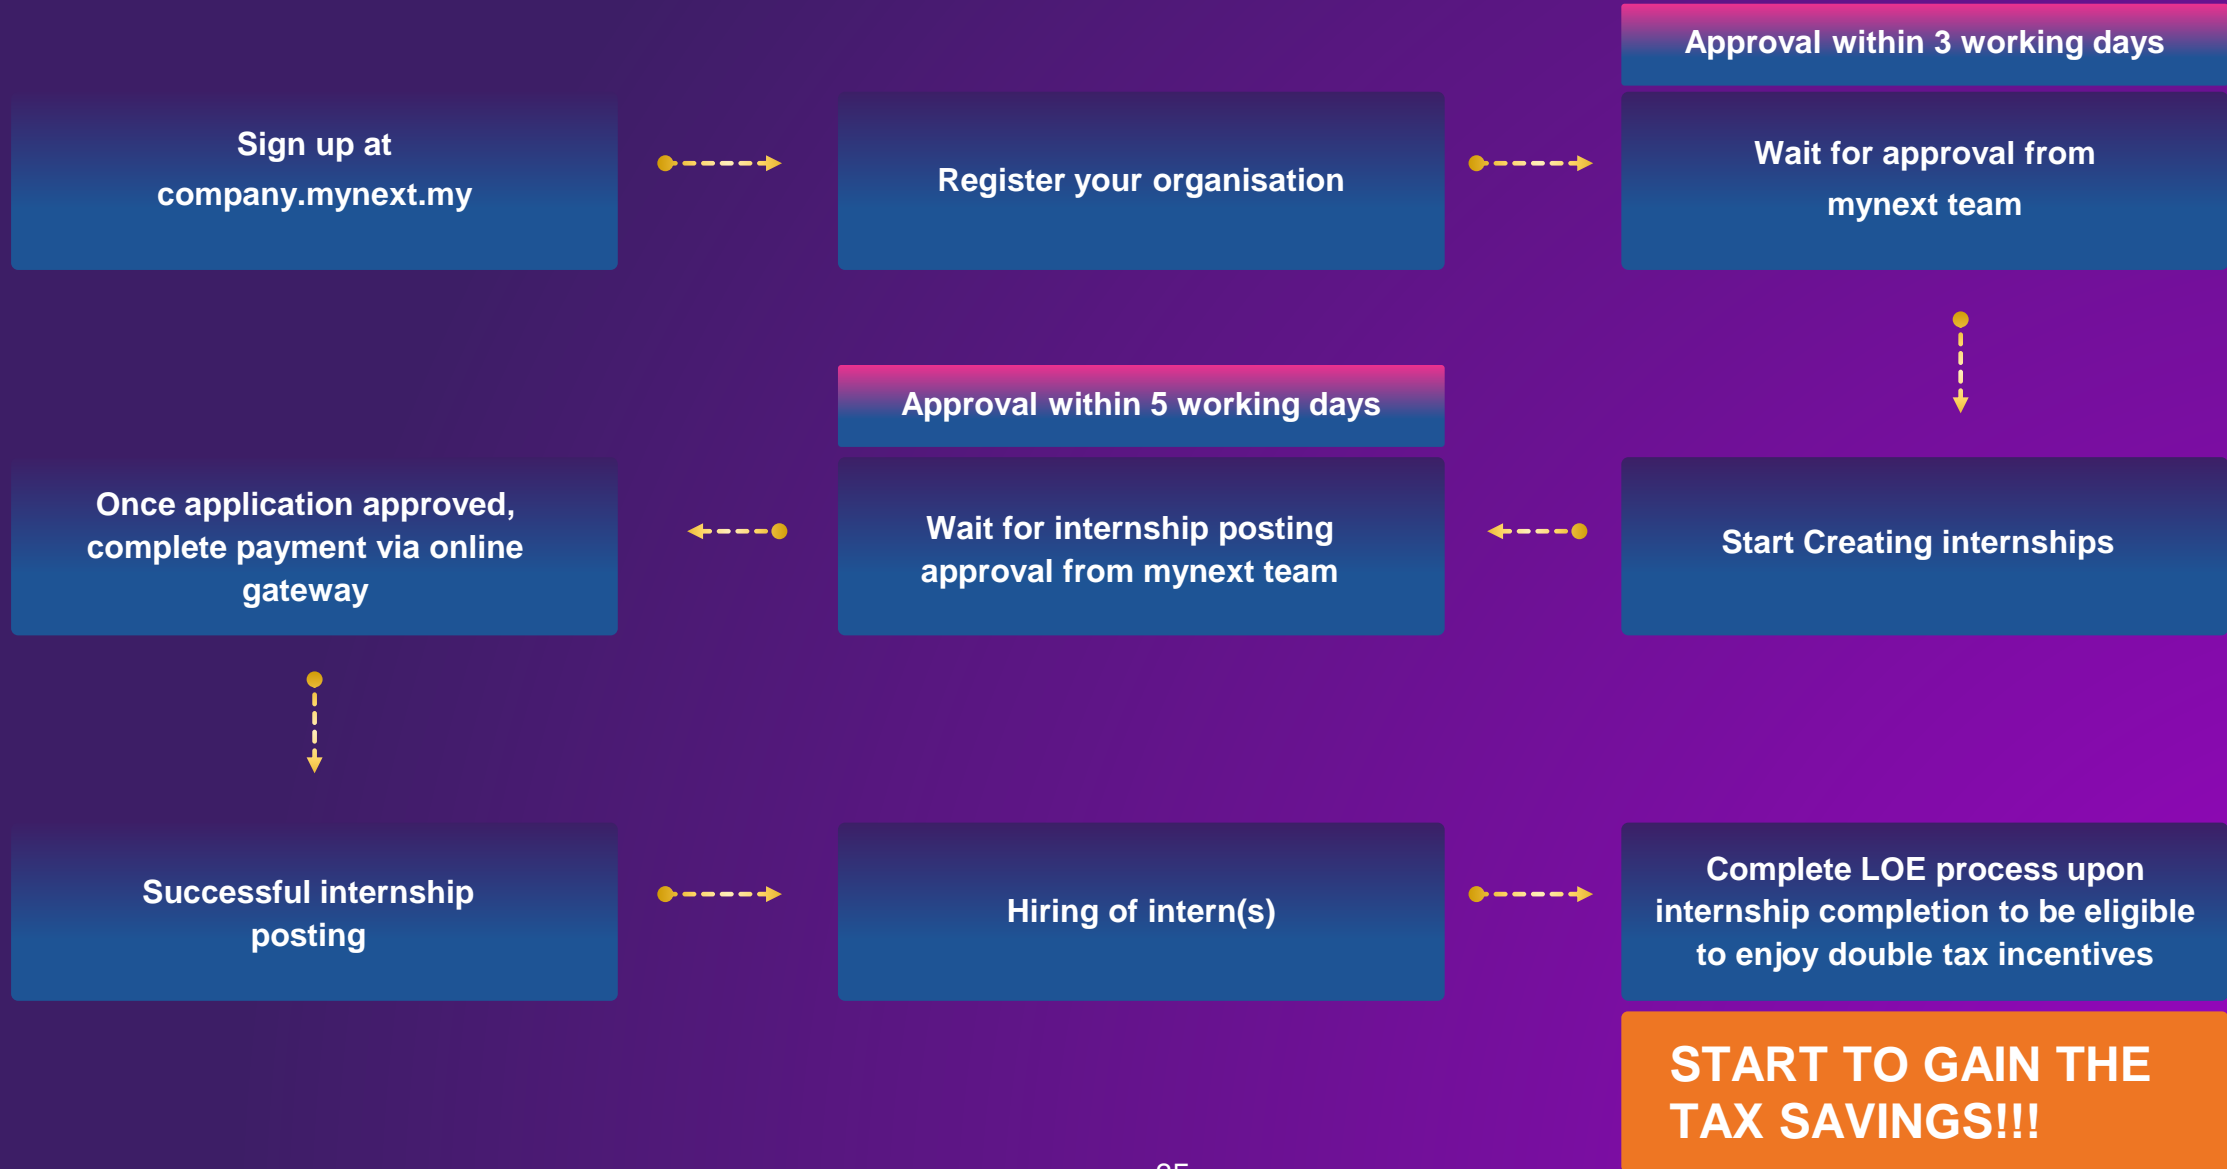 Approval within 3 working days
Sign up at
company.mynext.my
Register your organisation
Wait for approval from
mynext team
Approval within 5 working days
Start Creating internships
Wait for internship posting
approval from mynext team
Once application approved,
complete payment via online
gateway
Successful internship
posting
Hiring of intern(s)
Complete LOE process upon
internship completion to be eligible
to enjoy double tax incentives
START TO GAIN THE
TAX SAVINGS!!!